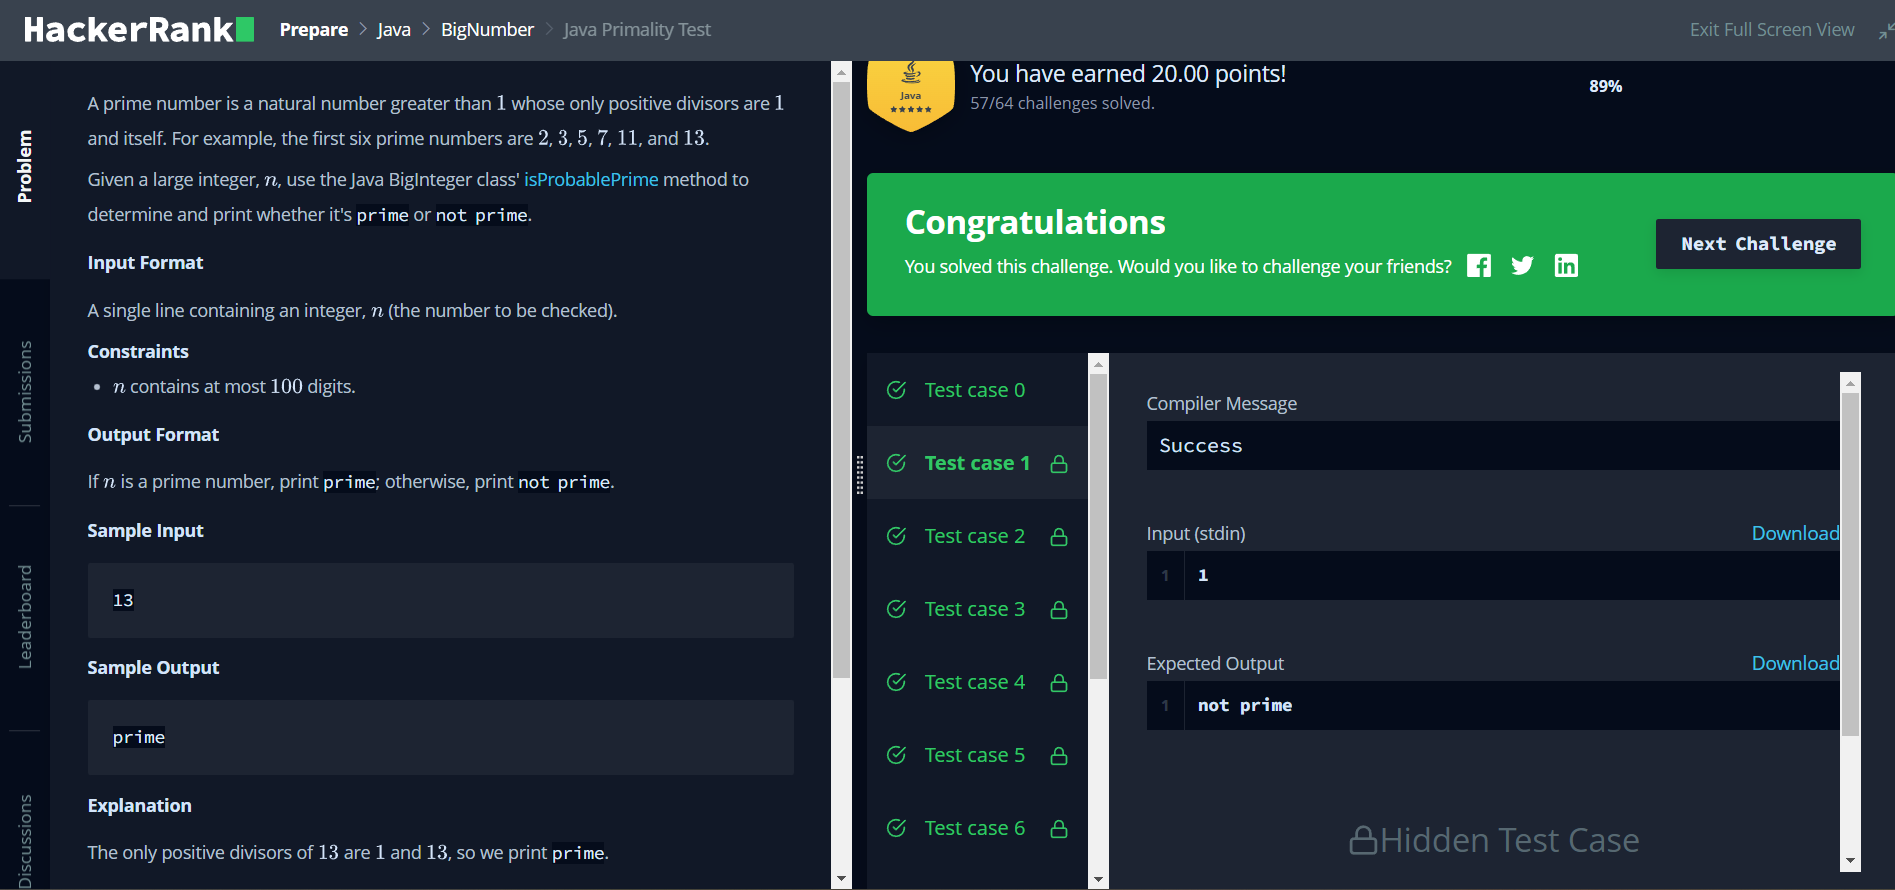 HackerRank Prepare > Java > BigNumber > Java Primality Test Exit Full Screen View
Problem
Submissions
Leaderboard
Discussions
A prime number is a natural number greater than 1 whose only positive divisors are 1
and itself. For example, the first six prime numbers are 2, 3, 5, 7, 11, and 13.
Given a large integer, n, use the Java BigInteger class' isProbablePrime method to
determine and print whether it's prime or not prime.
Input Format
A single line containing an integer, n (the number to be checked).
Constraints
• n contains at most 100 digits.
Output Format
If n is a prime number, print prime; otherwise, print not prime.
Sample Input
13
Sample Output
prime
Explanation
The only positive divisors of 13 are 1 and 13, so we print prime.
Java
You have earned 20.00 points!
57/64 challenges solved.
89%
Congratulations
You solved this challenge. Would you like to challenge your friends?
Next Challenge
Test case 0
Test case 1
Test case 2
Test case 3
Test case 4
Test case 5
Test case 6
Compiler Message
Success
Input (stdin) Download
1 1
Expected Output Download
1 not prime
Hidden Test Case